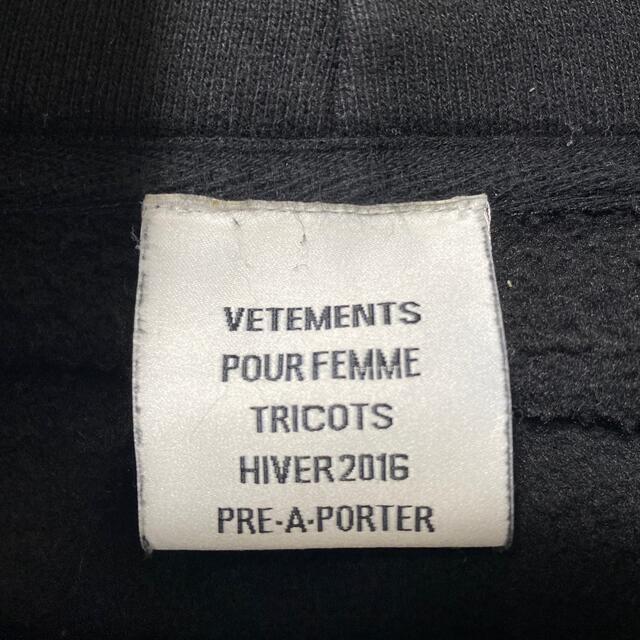 VETEMENTS
POUR FEMME
TRICOTS
HIVER 2016
PRE-A-PORTER